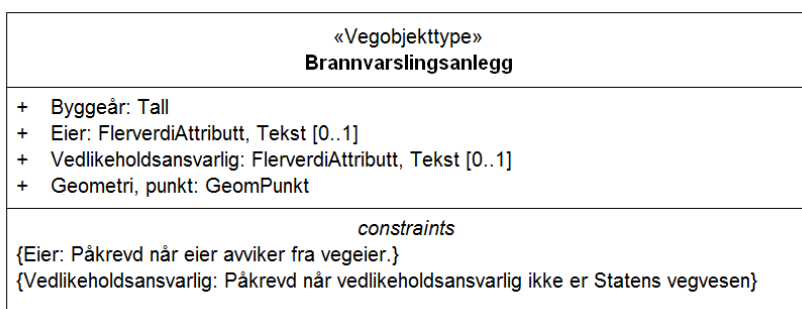 «Vegobjekttype»
Brannvarslingsanlegg
+ Byggeår: Tall
+ Eier: FlerverdiAttributt, Tekst [0..1]
+ Vedlikeholdsansvarlig: FlerverdiAttributt, Tekst [0..1]
+ Geometri, punkt: GeomPunkt
constraints
{Eier: Påkrevd når eier avviker fra vegeier.}
{Vedlikeholdsansvarlig: Påkrevd når vedlikeholdsansvarlig ikke er Statens vegvesen}